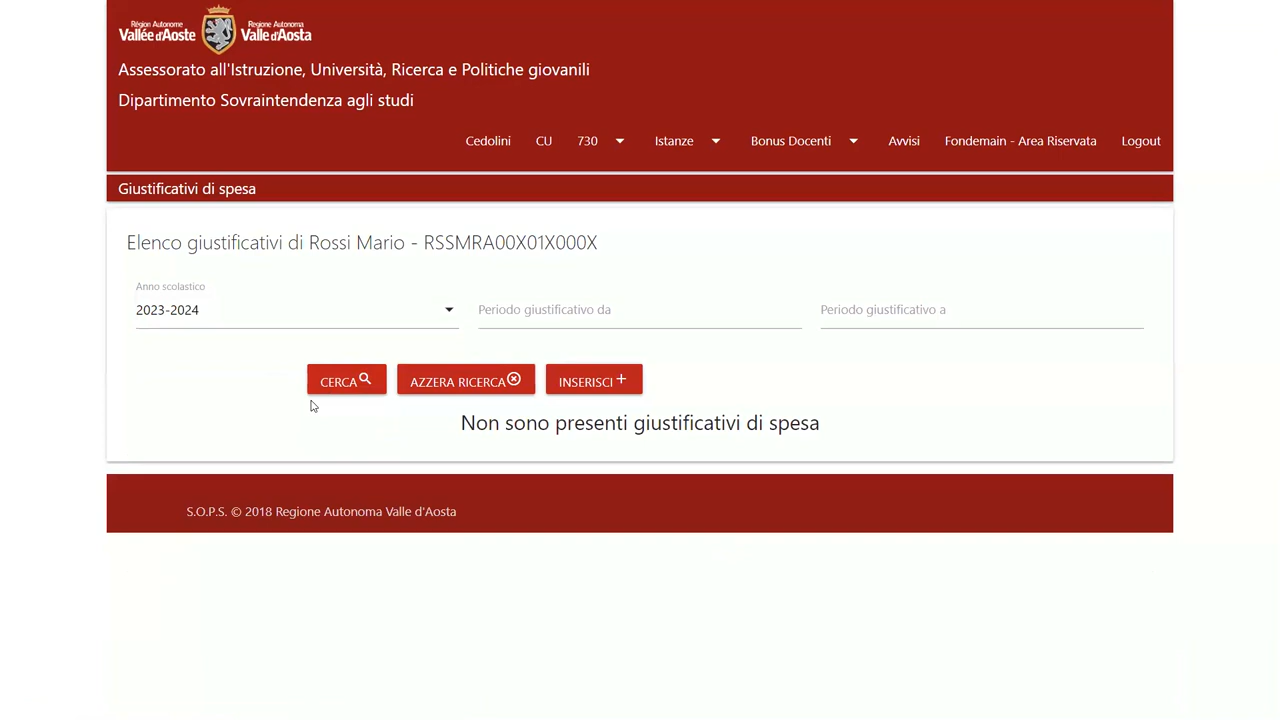 Région Autonome
Vallée d'Aoste
Regione Autonoma
Valle d'Aosta
Assessorato all'Istruzione, Università, Ricerca e Politiche giovanili
Dipartimento Sovraintendenza agli studi
Cedolini CU 730 Istanze Bonus Docenti Avvisi Fondemain - Area Riservata Logout
Giustificativi di spesa
Elenco giustificativi di Rossi Mario - RSSMRA00X01X000X
Anno scolastico
2023-2024 Periodo giustificativo da Periodo giustificativo a
CERCA AZZERA RICERCA INSERISCI
Non sono presenti giustificativi di spesa
S.O.P.S. © 2018 Regione Autonoma Valle d'Aosta